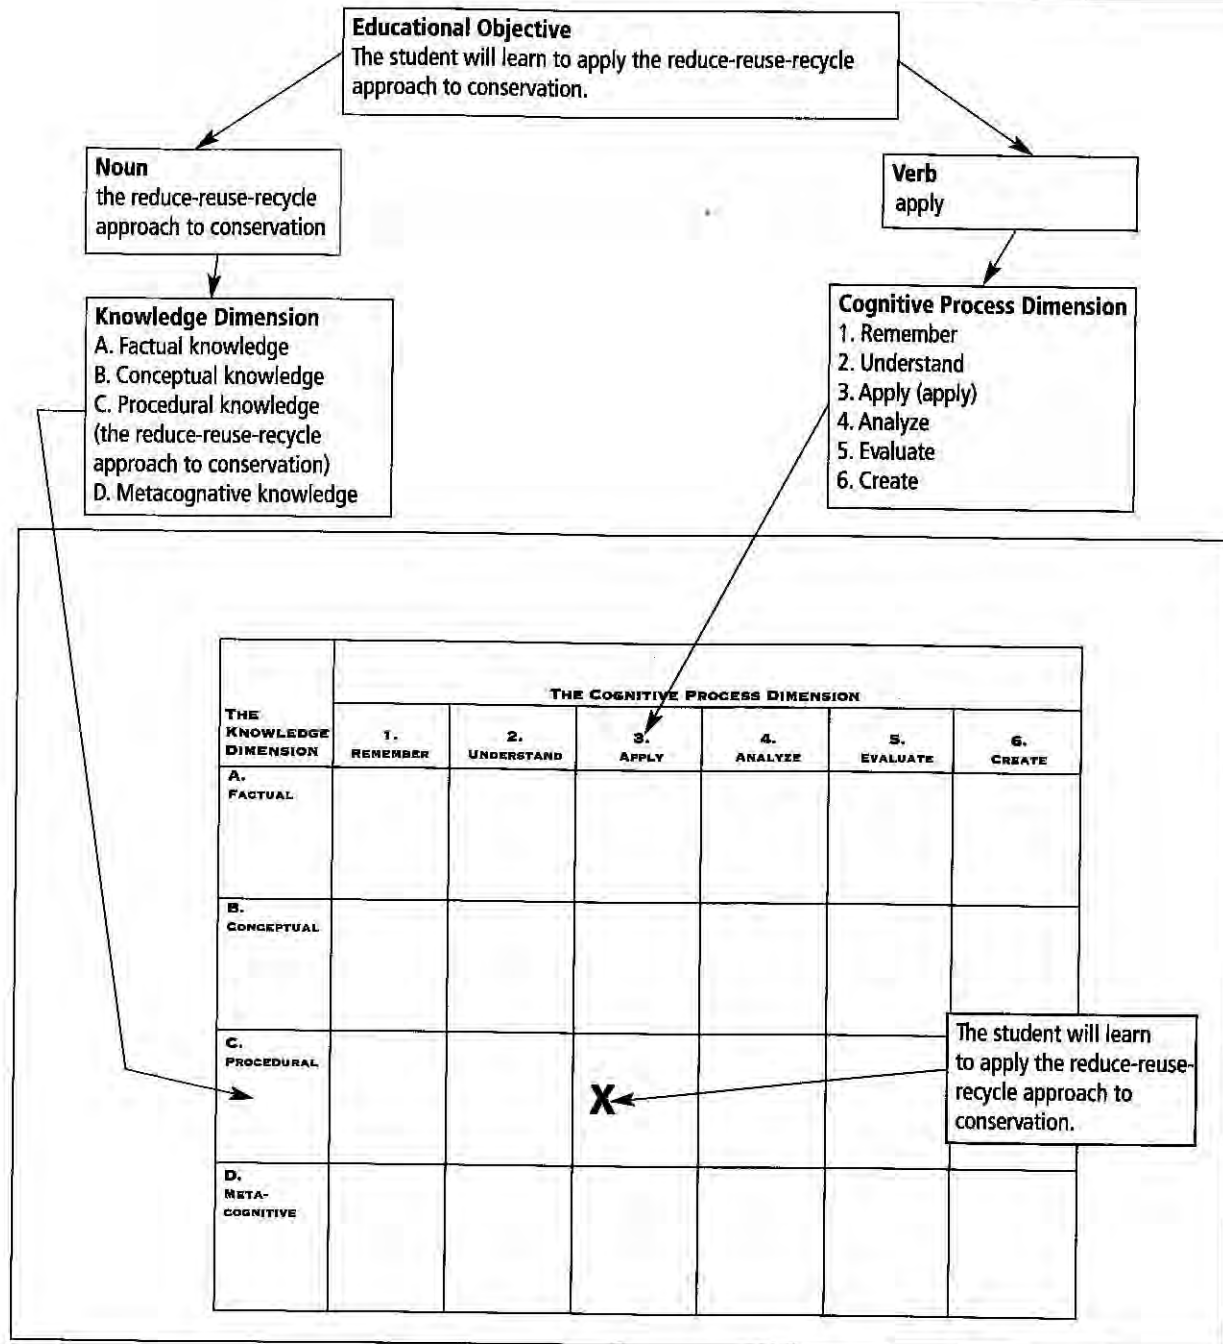 Educational Objective
The student will learn to apply the reduce-reuse-recycle
approach to conservation.
Noun
the reduce-reuse-recycle
approach to conservation
Verb
apply
Knowledge Dimension
A. Factual knowledge
B. Conceptual knowledge
C. Procedural knowledge
(the reduce-reuse-recycle
approach to conservation)
D. Metacognative knowledge
Cognitive Process Dimension
1. Remember
2. Understand
3. Apply (apply)
4. Analyze
5. Evaluate
6. Create
THE COGNITIVE PROCESS DIMENSION
THE
KNOWLEDGE
DIMENSION
1.
REMEMBER
2.
UNDERSTAND
3.
APPLY
4.
ANALYZE
5.
EVALUATE
6.
CREATE
A.
FACTUAL
B.
CONCEPTUAL
C.
PROCEDURAL
X
The student will learn
to apply the reduce-reuse-
recycle approach to
conservation.
D.
META-
COGNITIVE